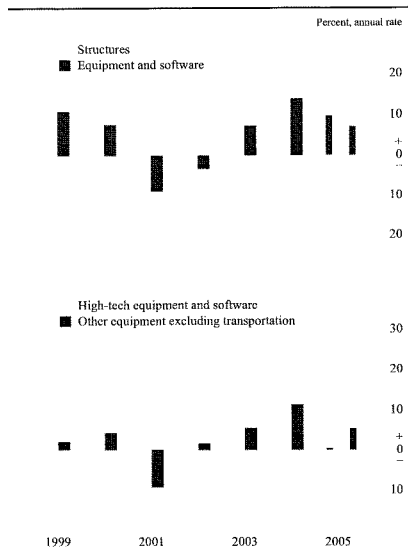 Percent, annual rate
Structures
Equipment and software
20
10
+
0
−
10
20
High-tech equipment and software
Other equipment excluding transportation
30
20
10
+
0
−
10
1999 2001 2003 2005